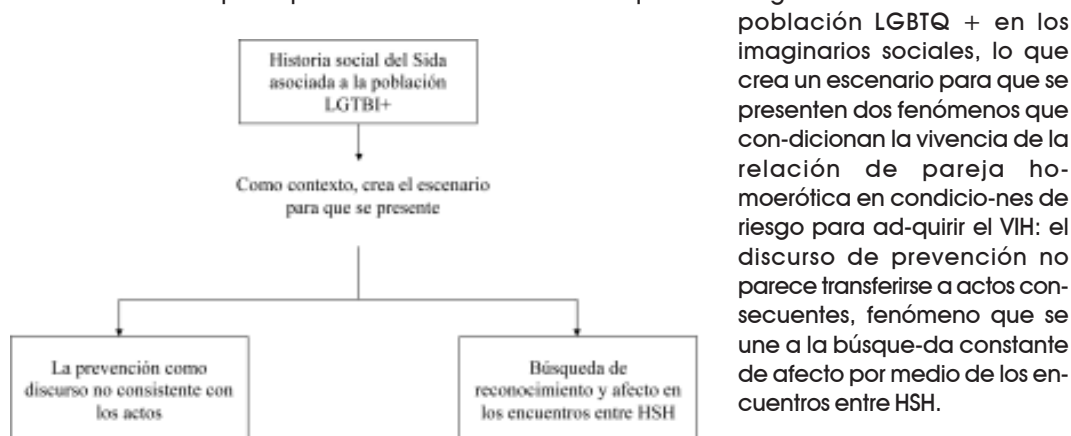 Historia social del Sida
asociada a la población
LGTBI+
Como contexto, crea el escenario
para que se presente
La prevención como
discurso no consistente con
los actos
Búsqueda de
reconocimiento y afecto en
los encuentros entre HSH
población LGBTQ + en los
imaginarios sociales, lo que
crea un escenario para que se
presenten dos fenómenos que
con-dicionan la vivencia de la
relación de pareja ho-
moerótica en condicio-nes de
riesgo para ad-quirir el VIH: el
discurso de prevención no
parece transferirse a actos con-
secuentes, fenómeno que se
une a la búsque-da constante
de afecto por medio de los en-
cuentros entre HSH.